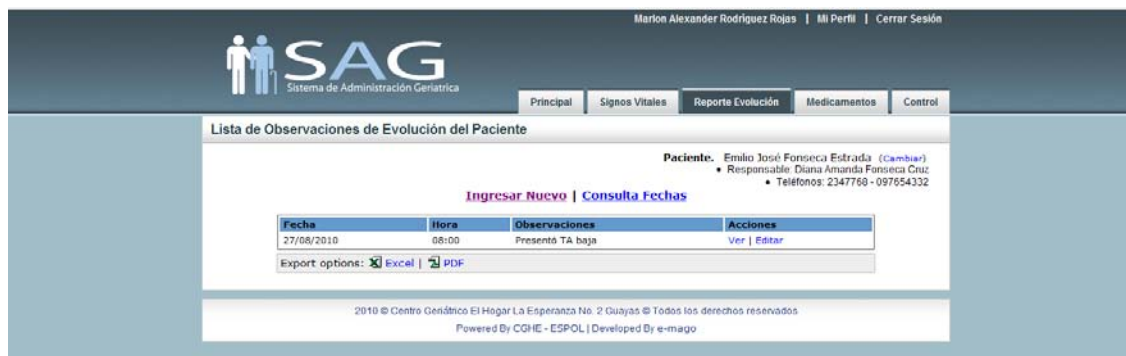 Marlon Alexander Rodríguez Rojas | Mi Perfil | Cerrar Sesión
SAG
Sistema de Administración Geriatrica
Principal Signos Vitales Reporte Evolución Medicamentos Control
Lista de Observaciones de Evolución del Paciente
Paciente. Emilio José Fonseca Estrada (Cambiar)
• Responsable: Diana Amanda Fonseca Cruz
• Teléfonos: 2347768 - 097654332
Ingresar Nuevo | Consulta Fechas
Fecha Hora Observaciones Acciones
27/08/2010 08:00 Presentó TA baja Ver | Editar
Export options: Excel | PDF
2010 © Centro Geriátrico El Hogar La Esperanza No. 2 Guayas © Todos los derechos reservados
Powered By CGHE - ESPOL | Developed By e-mago